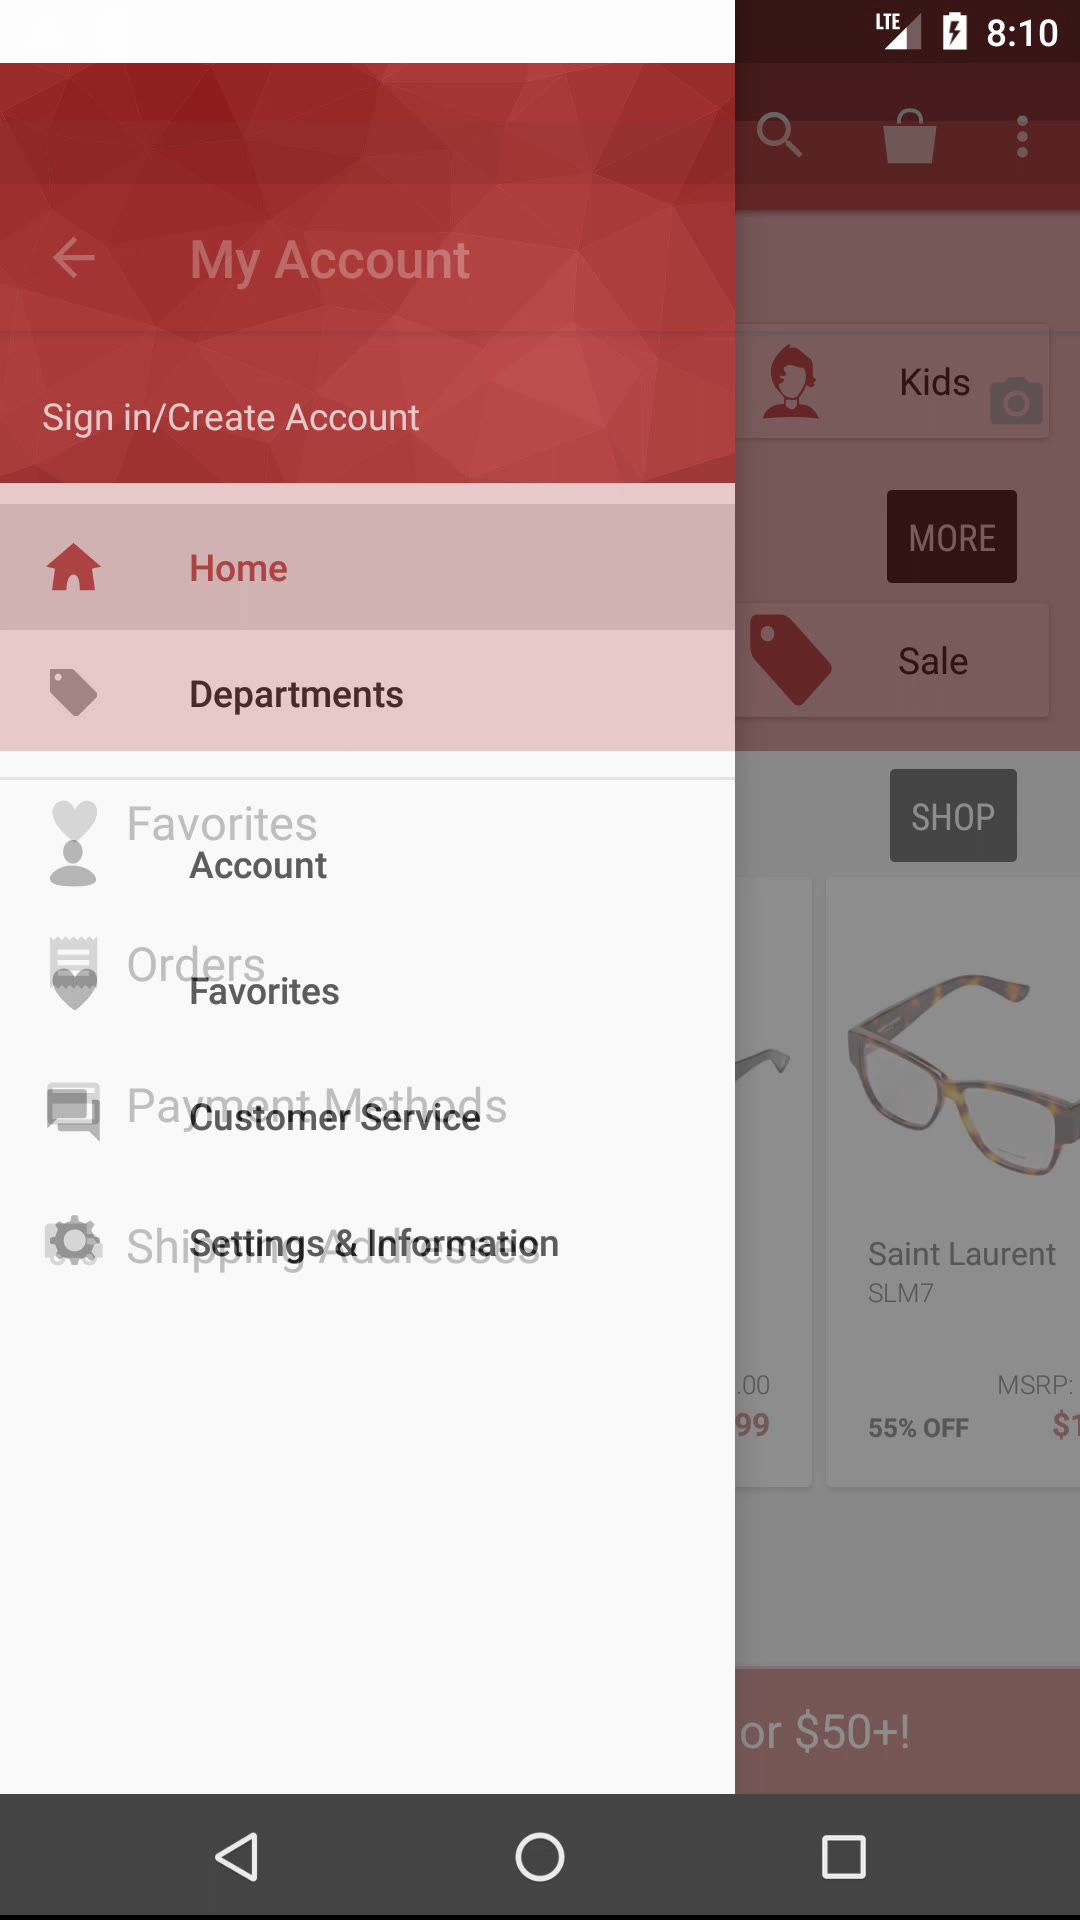 LTE 8:10
My Account
Sign in/Create Account
Kids
Home
MORE
Departments
Sale
Favorites
SHOP
Account
Orders
Favorites
Payment Methods
Customer Service
Settings & Information
Shipping Addresses
Saint Laurent
SLM7
.00
MSRP:
99
55% OFF
$1
or $50+!